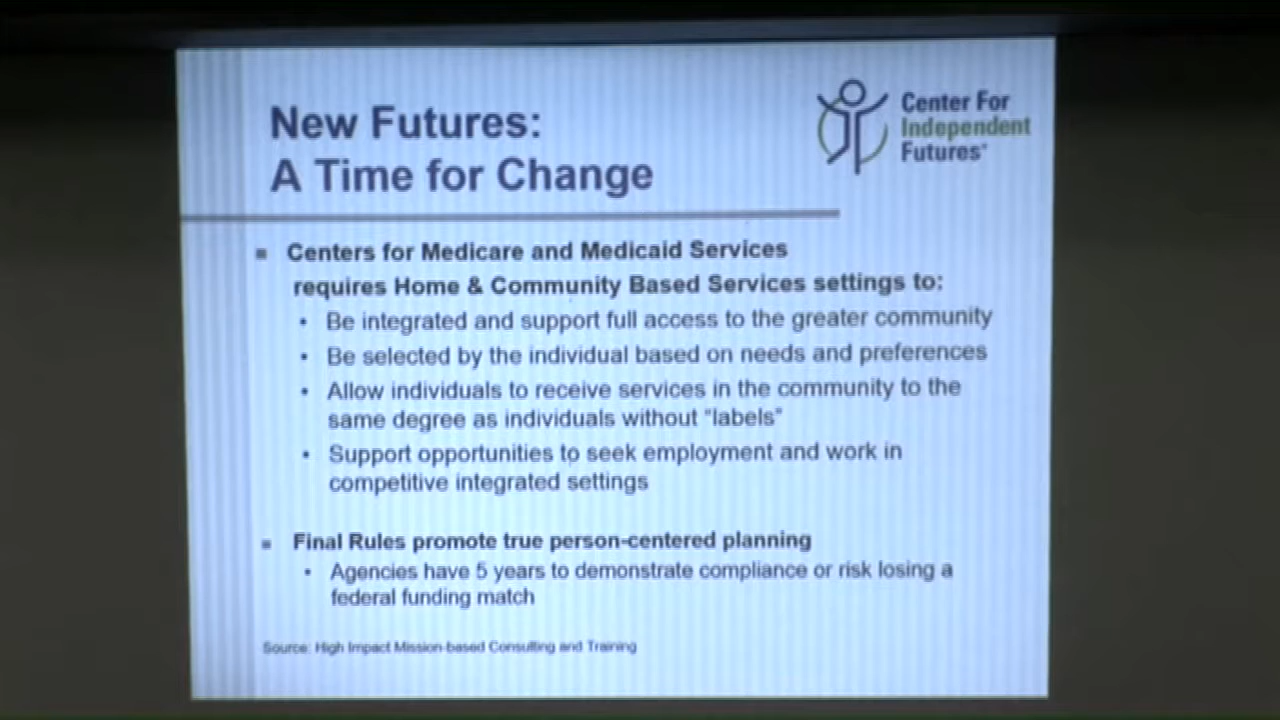 New Futures:
A Time for Change
Center For
Independent
Futures®
▪ Centers for Medicare and Medicaid Services
requires Home & Community Based Services settings to:
• Be integrated and support full access to the greater community
• Be selected by the individual based on needs and preferences
• Allow individuals to receive services in the community to the
same degree as individuals without "labels"
• Support opportunities to seek employment and work in
competitive integrated settings
▪ Final Rules promote true person-centered planning
• Agencies have 5 years to demonstrate compliance or risk losing a
federal funding match
Source: High Impact Mission-based Consulting and Training